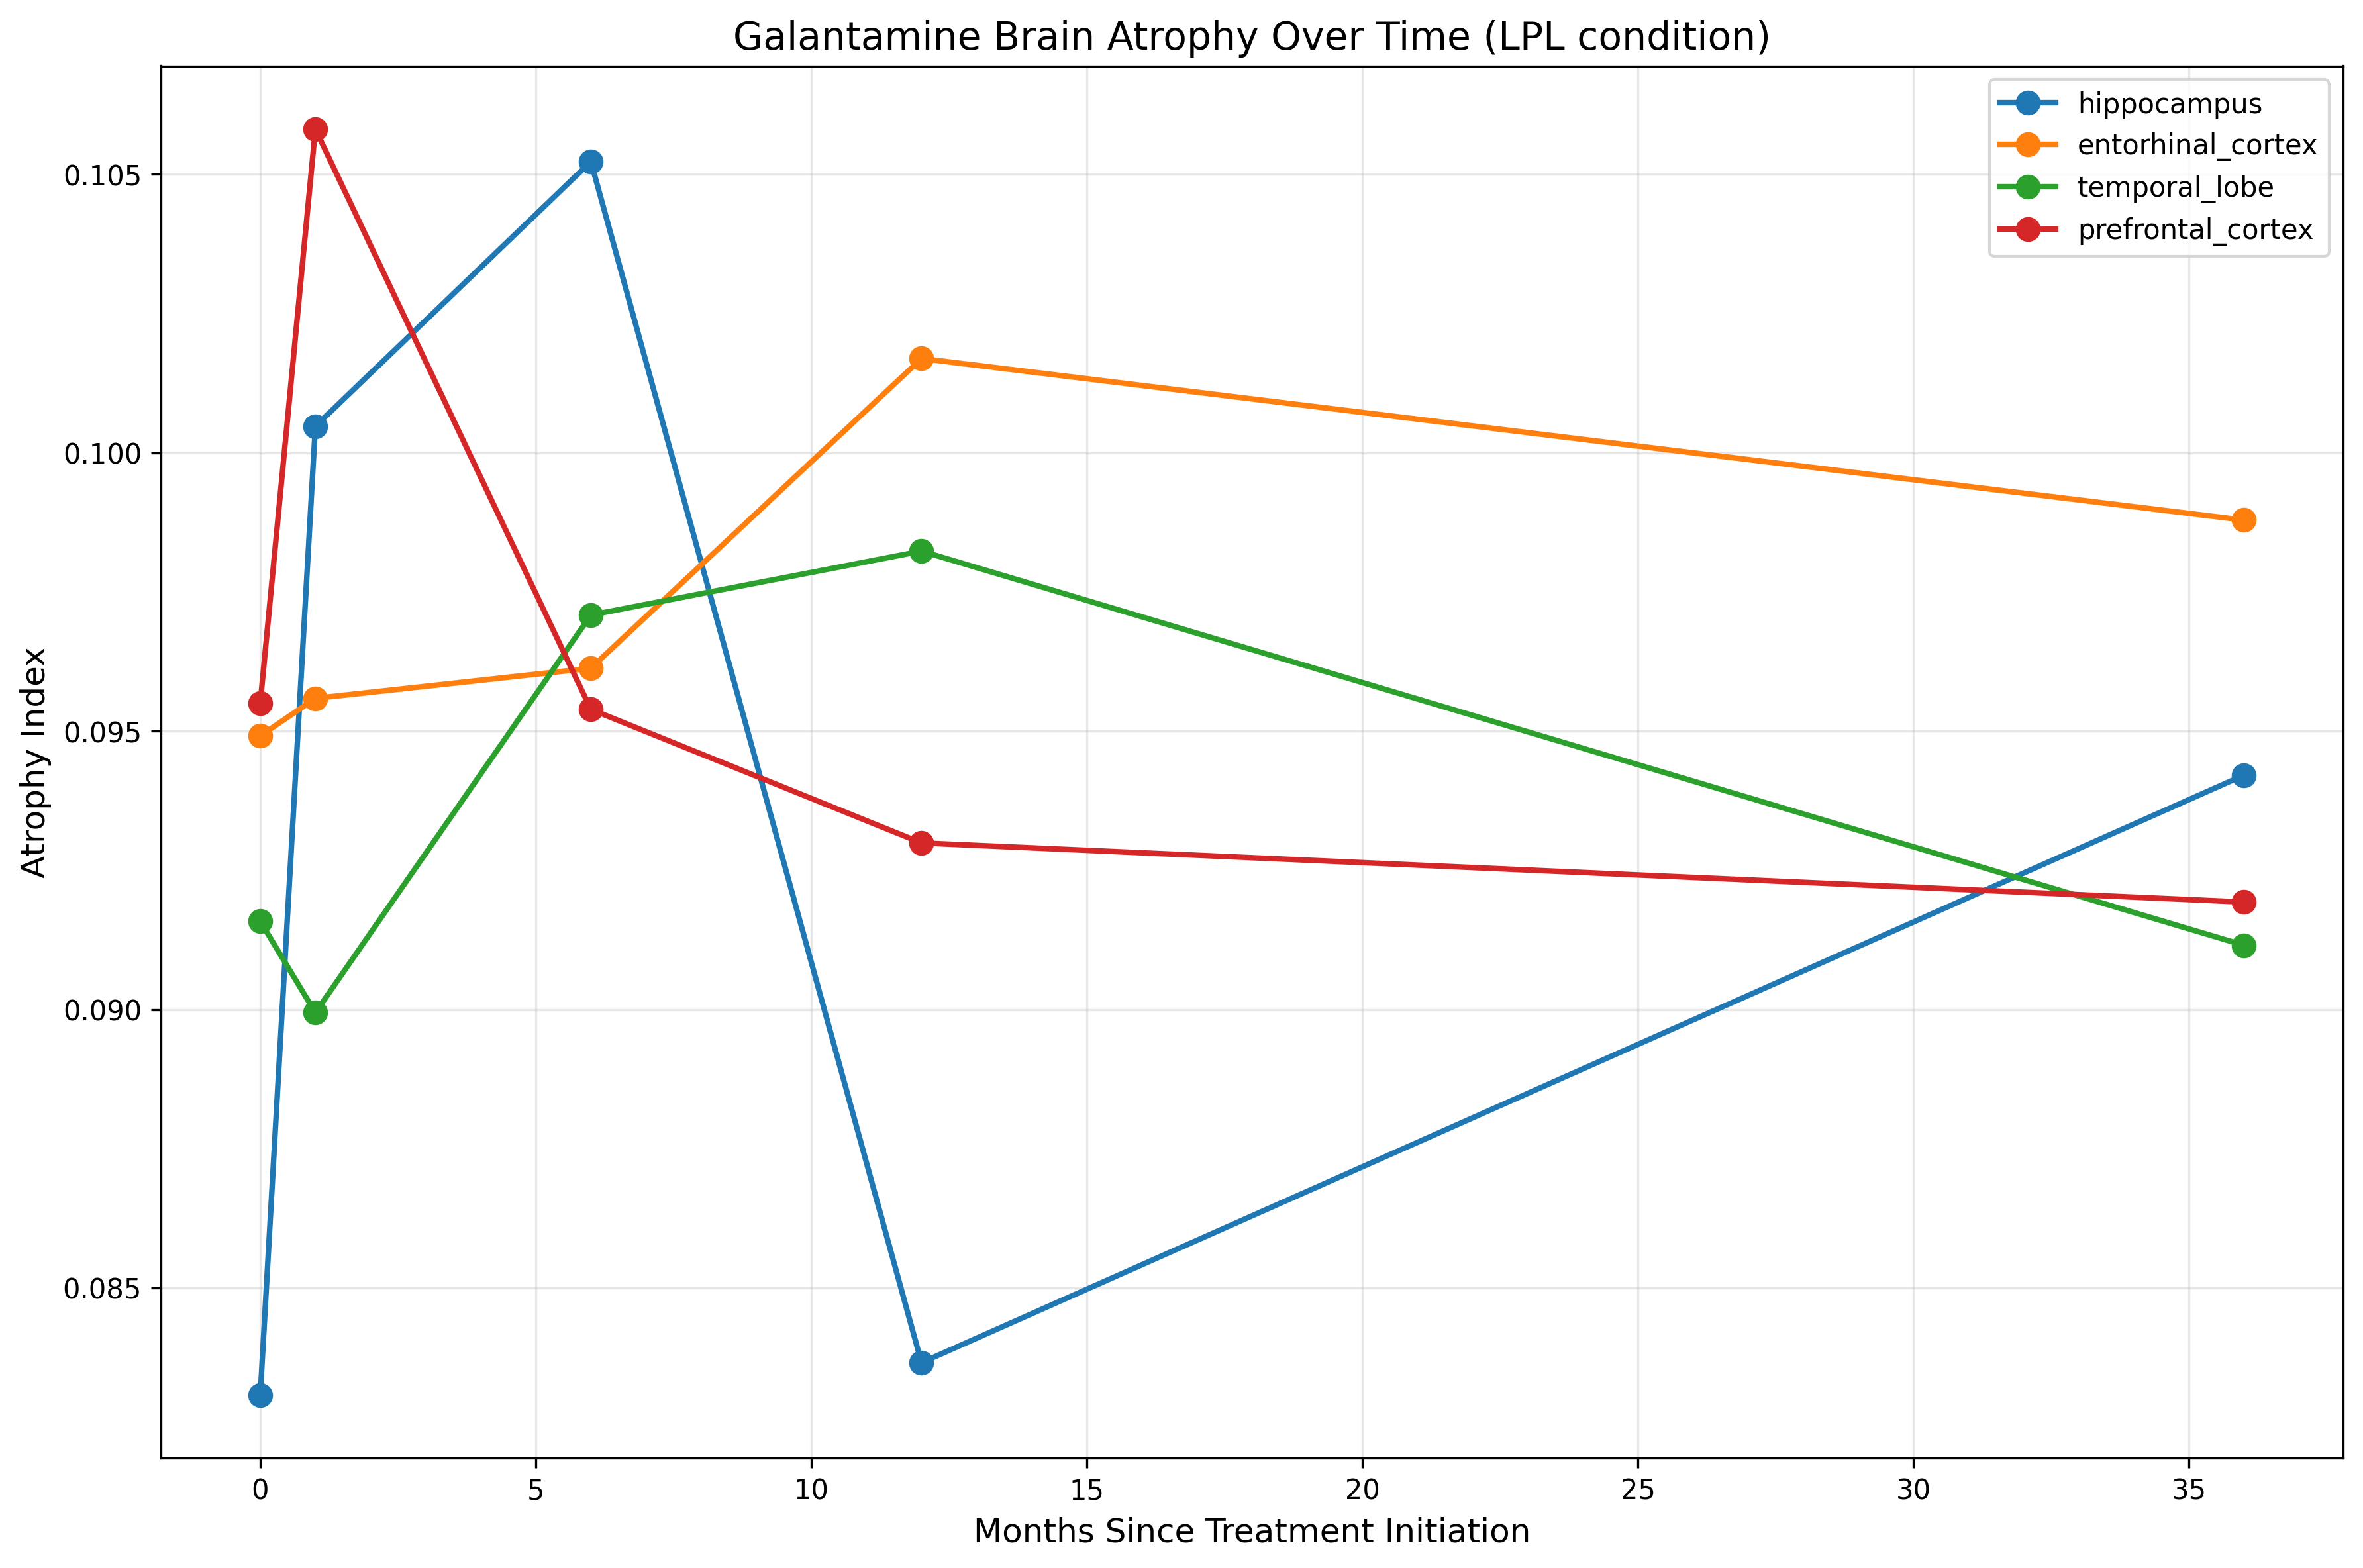 Galantamine Brain Atrophy Over Time (LPL condition)
hippocampus
entorhinal_cortex
temporal_lobe
prefrontal_cortex
Atrophy Index
0.105
0.100
0.095
0.090
0.085
0 5 10 15 20 25 30 35
Months Since Treatment Initiation